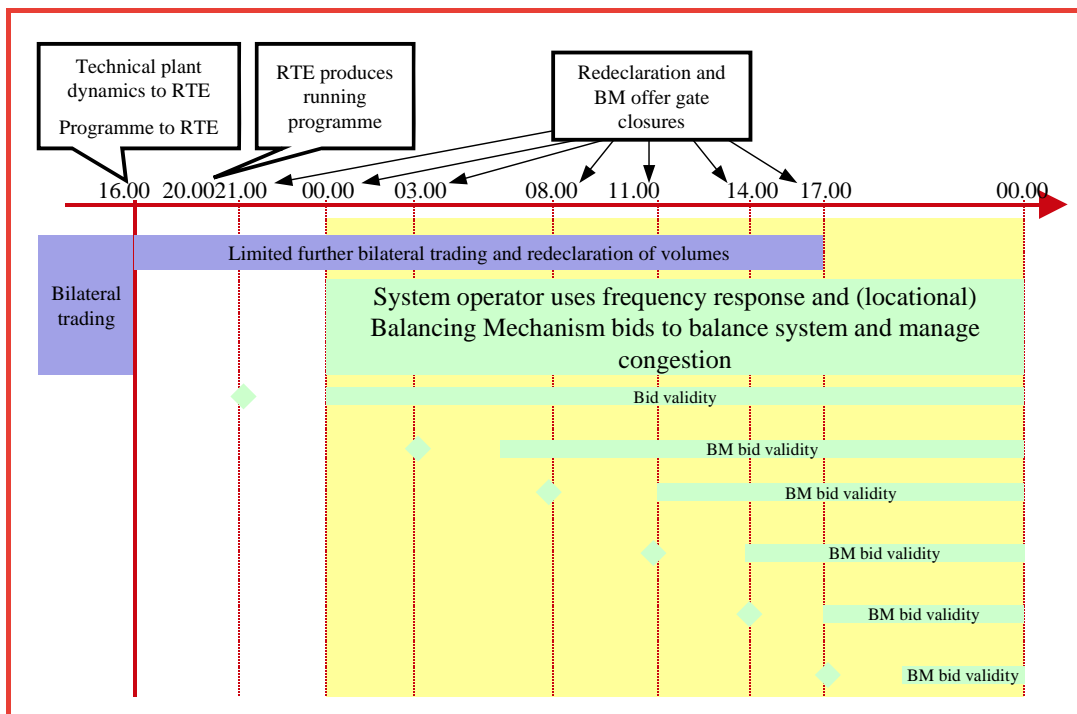 Technical plant
dynamics to RTE
Programme to RTE
RTE produces
running
programme
Redeclaration and
BM offer gate
closures
16.00 20.00 21.00 00.00 03.00 08.00 11.00 14.00 17.00 00.00
Limited further bilateral trading and redeclaration of volumes
Bilateral
trading
System operator uses frequency response and (locational)
Balancing Mechanism bids to balance system and manage
congestion
Bid validity
BM bid validity
BM bid validity
BM bid validity
BM bid validity
BM bid validity